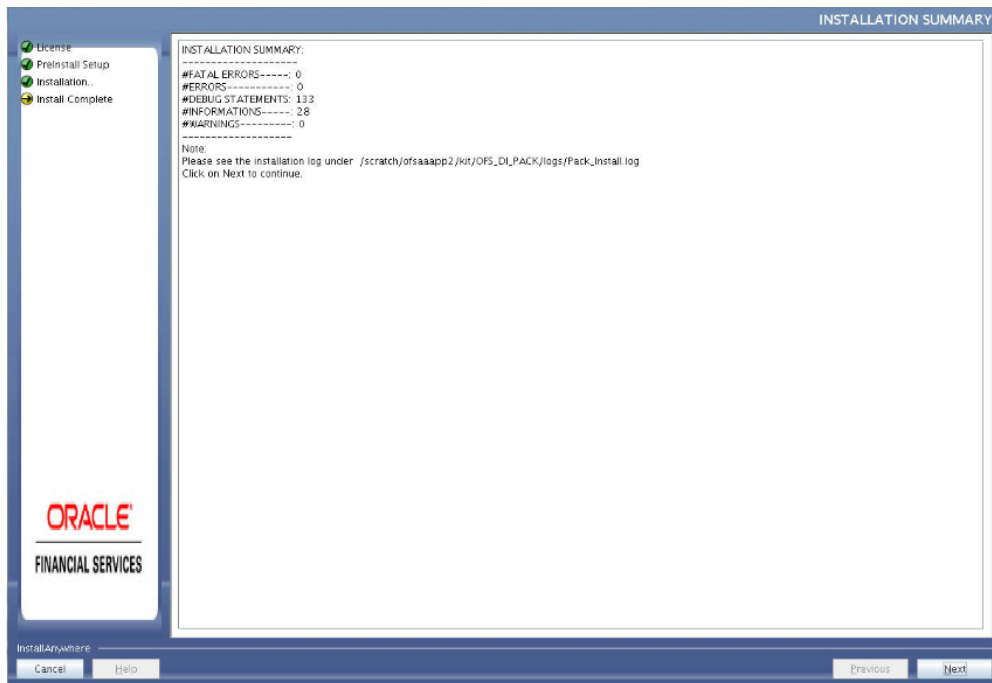 INSTALLATION SUMMARY
License
PreInstall Setup
Installation..
Install Complete
INSTALLATION SUMMARY:
--------------------
#FATAL ERRORS-----: 0
#ERRORS-----------: 0
#DEBUG STATEMENTS: 133
#INFORMATIONS-----: 28
#WARNINGS---------: 0
-------------------
Note:
Please see the installation log under /scratch/ofsaaapp2/kit/OFS_DI_PACK/logs/Pack_Install.log
Click on Next to continue.
ORACLE
FINANCIAL SERVICES
InstallAnywhere
Cancel Help Previous Next